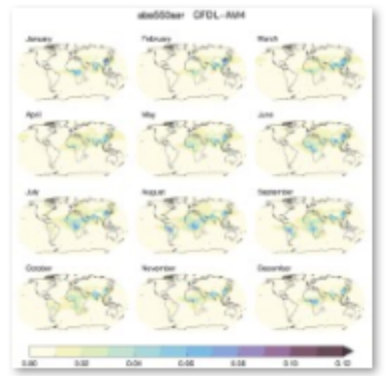 abs550aer GFDL-AM4
January February March
April May June
July August September
October November December
0.00 0.02 0.04 0.06 0.08 0.10 0.12